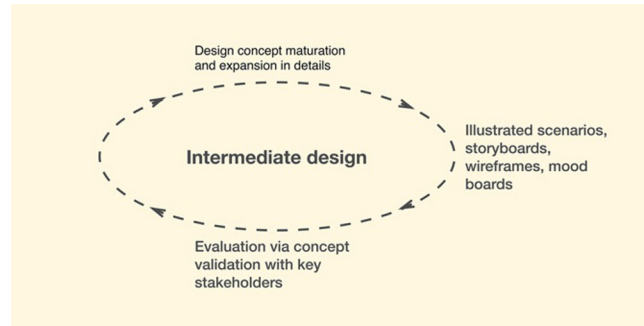 Design concept maturation
and expansion in details
Illustrated scenarios,
storyboards,
wireframes, mood
boards
Intermediate design
Evaluation via concept
validation with key
stakeholders